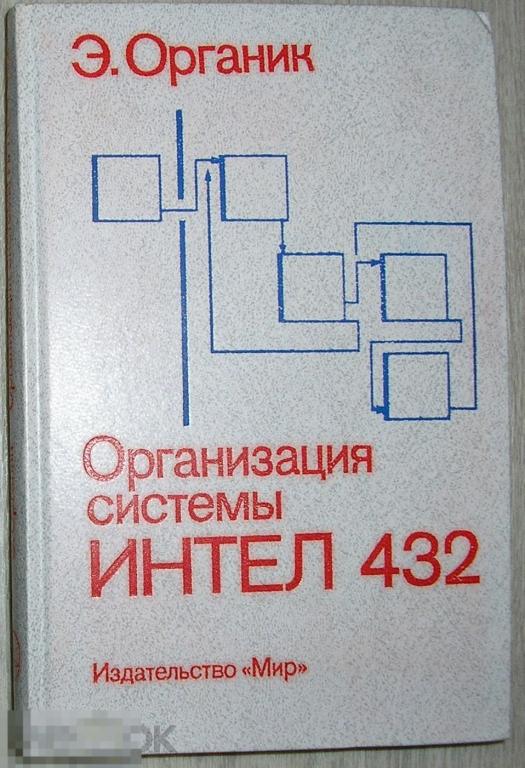 Э. Органик
Организация
системы
ИНТЕЛ 432
Издательство «Мир»